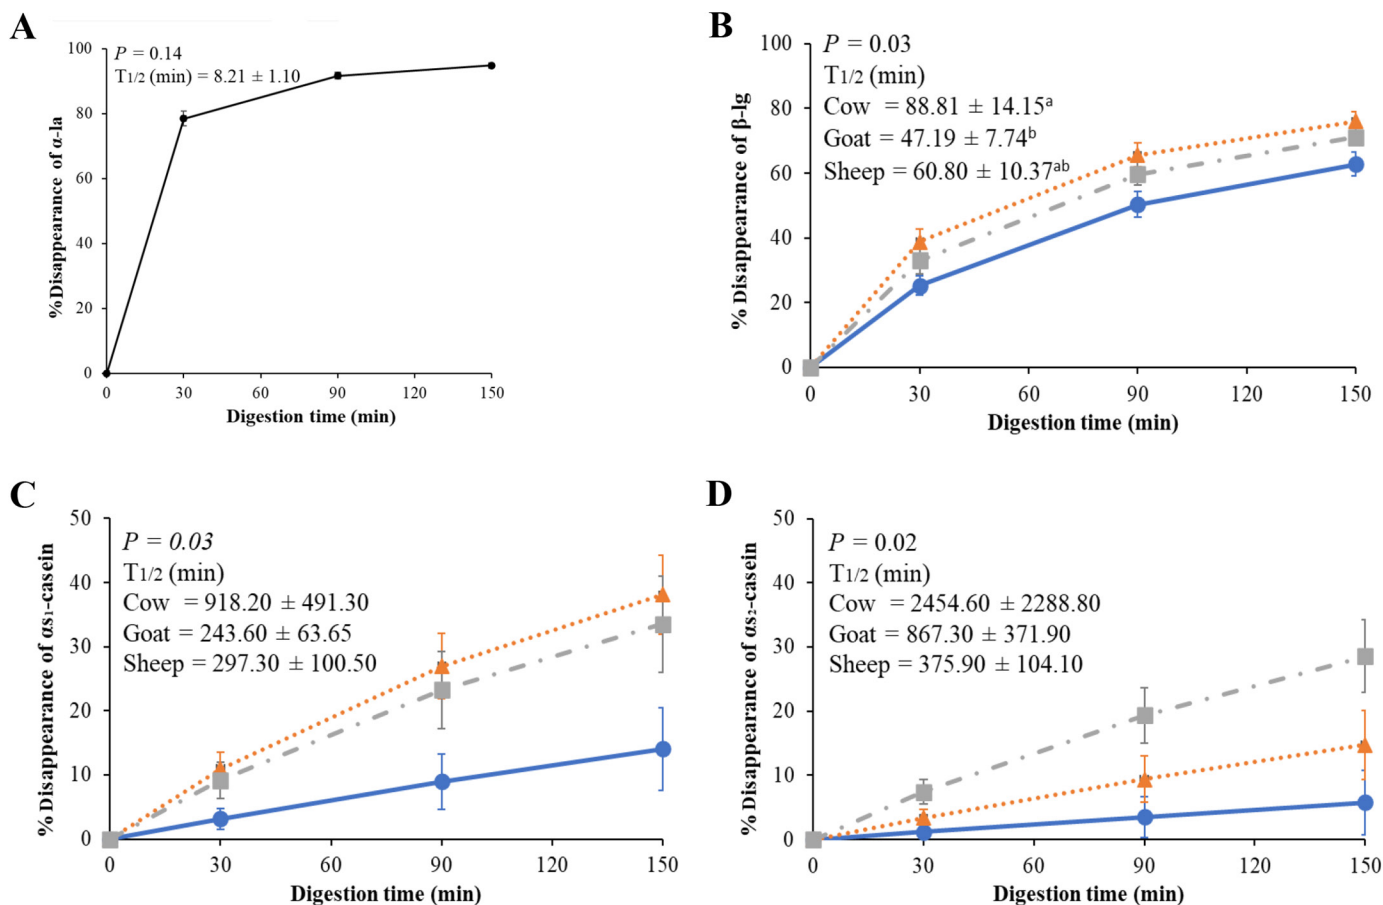 A
P = 0.14
T1/2 (min) = 8.21 ± 1.10
%Disappearance of α-la
100
80
60
40
20
0
0 30 60 90 120 150
Digestion time (min)
B
P = 0.03
T1/2 (min)
Cow = 88.81 ± 14.15ᵃ
Goat = 47.19 ± 7.74ᵇ
Sheep = 60.80 ± 10.37ᵃᵇ
% Disappearance of β-lg
100
80
60
40
20
0
0 30 60 90 120 150
Digestion time (min)
C
P = 0.03
T1/2 (min)
Cow = 918.20 ± 491.30
Goat = 243.60 ± 63.65
Sheep = 297.30 ± 100.50
% Disappearance of αs₁-casein
50
40
30
20
10
0
0 30 60 90 120 150
Digestion time (min)
D
P = 0.02
T1/2 (min)
Cow = 2454.60 ± 2288.80
Goat = 867.30 ± 371.90
Sheep = 375.90 ± 104.10
% Disappearance of αs₂-casein
50
40
30
20
10
0
0 30 60 90 120 150
Digestion time (min)